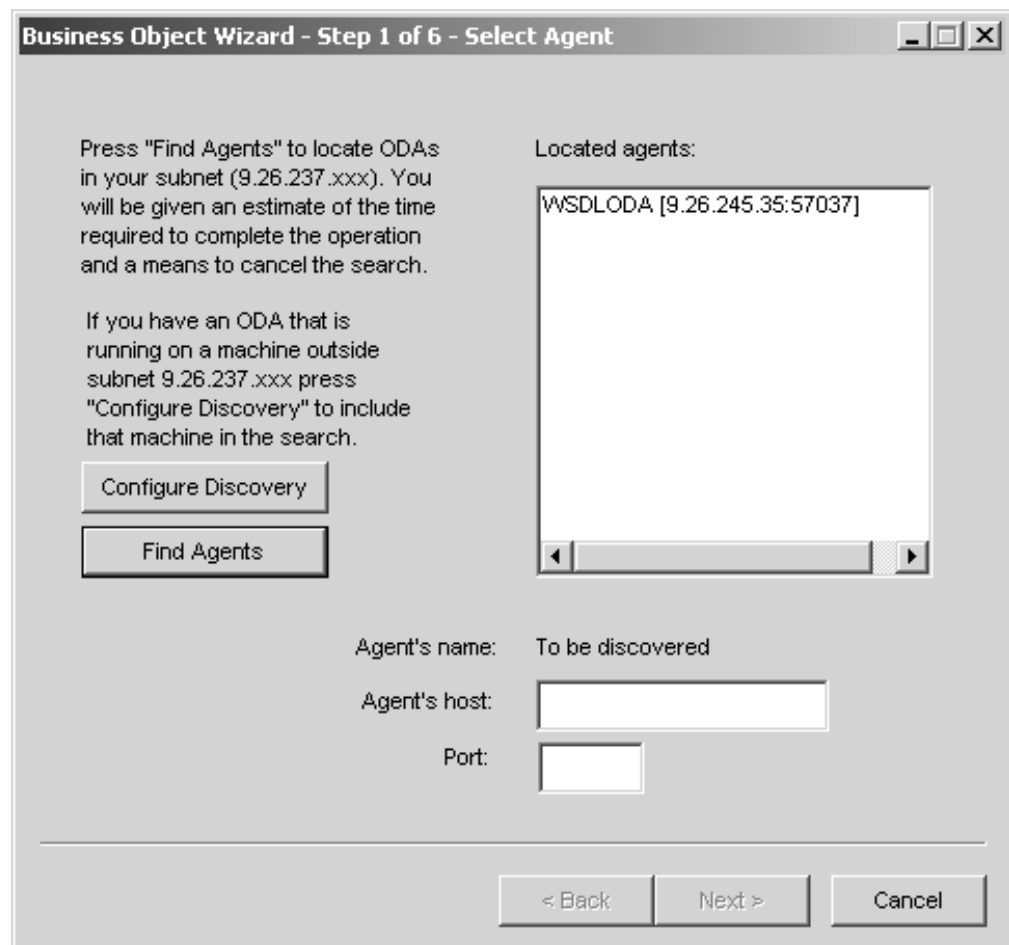 Business Object Wizard - Step 1 of 6 - Select Agent
Press "Find Agents" to locate ODAs
in your subnet (9.26.237.xxx). You
will be given an estimate of the time
required to complete the operation
and a means to cancel the search.
If you have an ODA that is
running on a machine outside
subnet 9.26.237.xxx press
"Configure Discovery" to include
that machine in the search.
Configure Discovery
Find Agents
Located agents:
WSDLODA [9.26.245.35:57037]
Agent's name: To be discovered
Agent's host:
Port:
< Back Next > Cancel